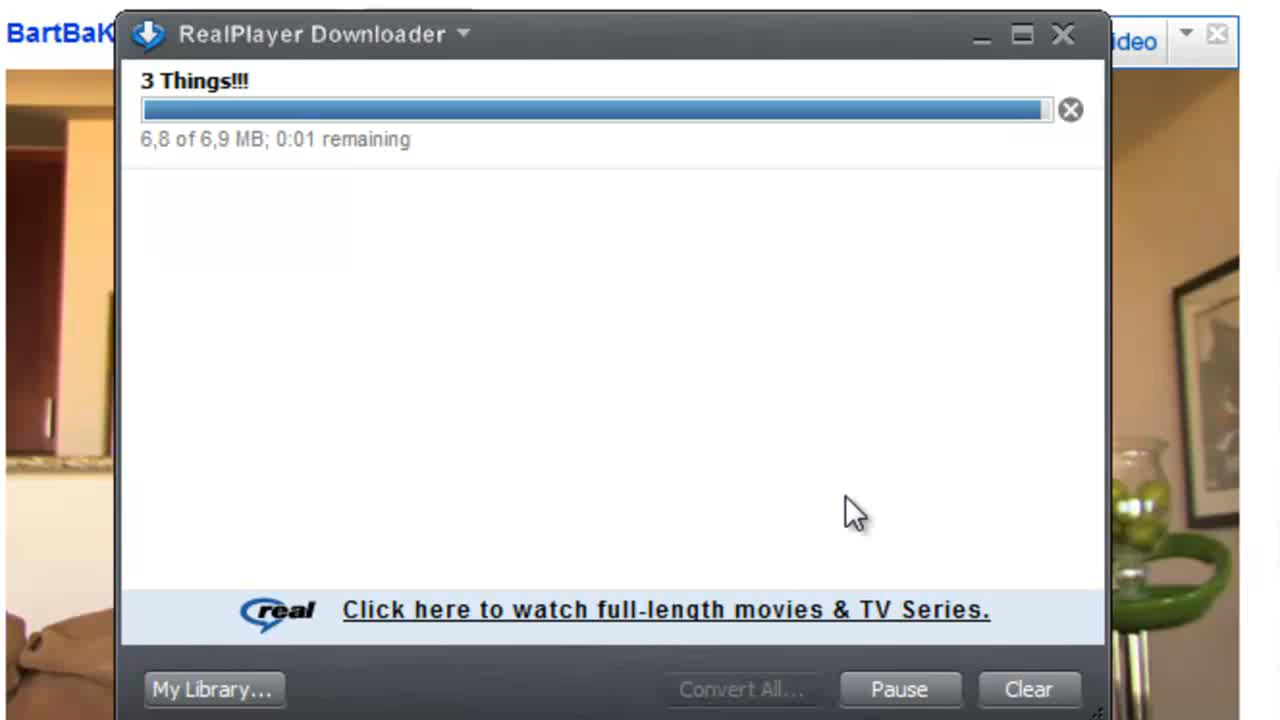 BartBaK
RealPlayer Downloader
ideo
3 Things!!!
6,8 of 6,9 MB; 0:01 remaining
real
Click here to watch full-length movies & TV Series.
My Library...
Convert All...
Pause
Clear